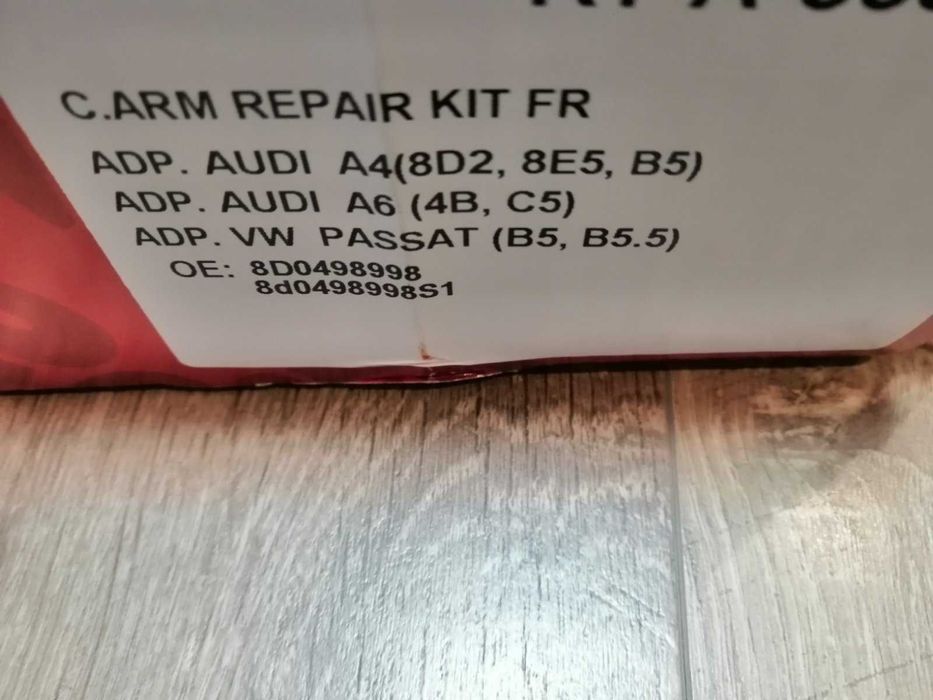 C.ARM REPAIR KIT FR
ADP. AUDI A4(8D2, 8E5, B5)
ADP. AUDI A6 (4B, C5)
ADP. VW PASSAT (B5, B5.5)
OE: 8D0498998
8d0498998S1